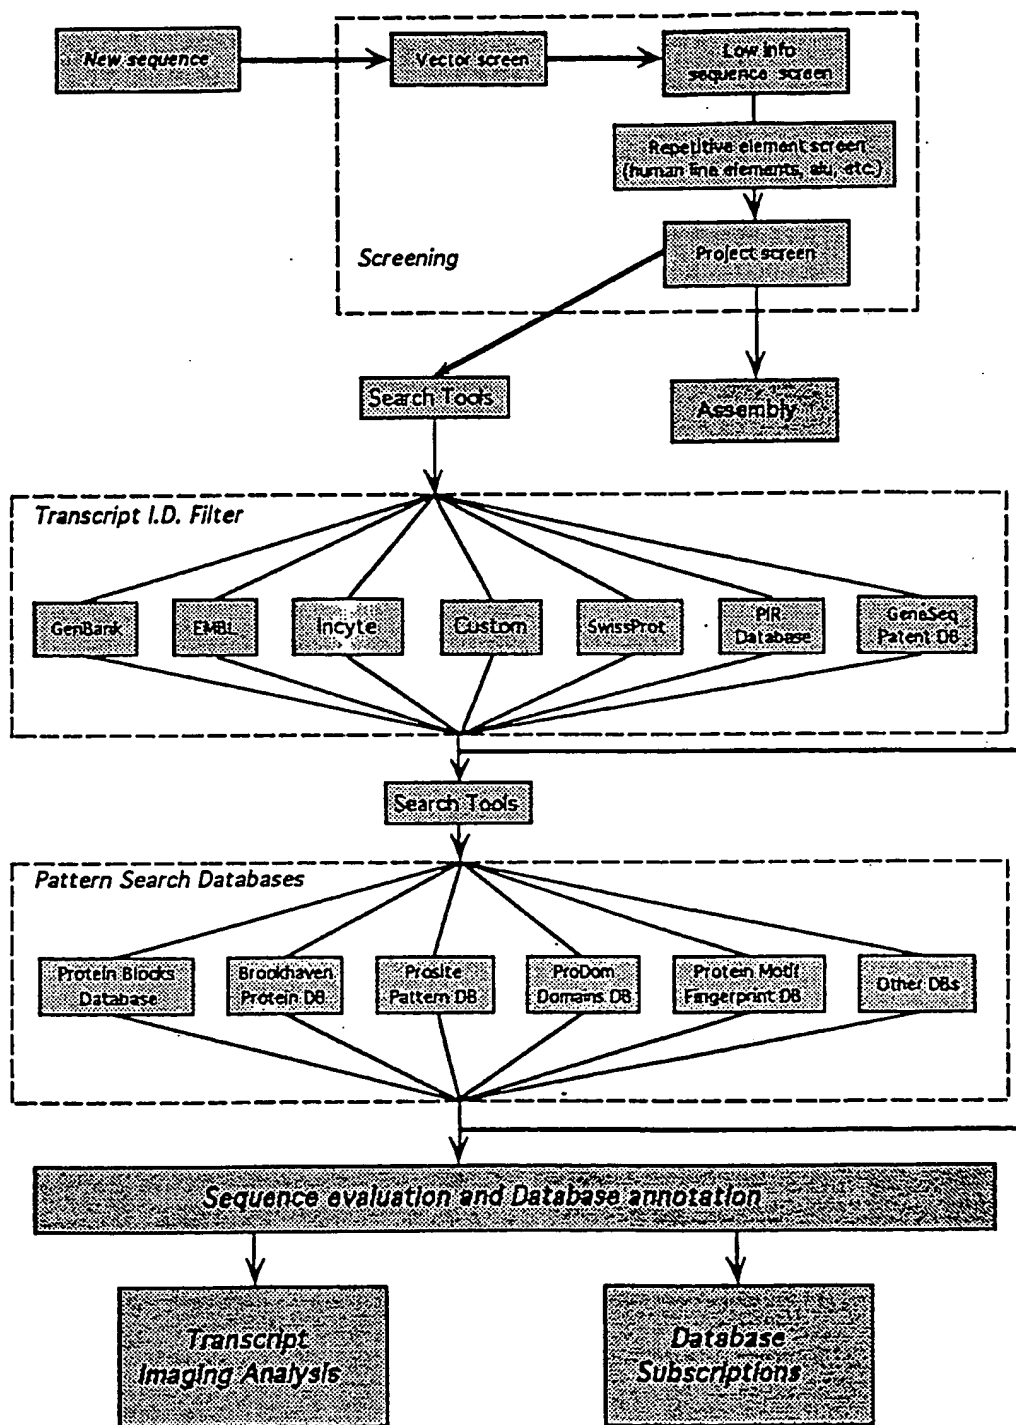 New sequence
Vector screen
Low info
sequence screen
Repetitive element screen
(human line elements, alu, etc.)
Screening
Project screen
Search Tools
Assembly
Transcript I.D. Filter
GenBank
EMBL
Incyte
Custom
SwissProt
PIR
Database
GeneSeq
Patent DB
Search Tools
Pattern Search Databases
Protein Blocks
Database
Brookhaven
Protein DB
Prosite
Pattern DB
ProDom
Domains DB
Protein Motif
Fingerprint DB
Other DBs
Sequence evaluation and Database annotation
Transcript
Imaging Analysis
Database
Subscriptions